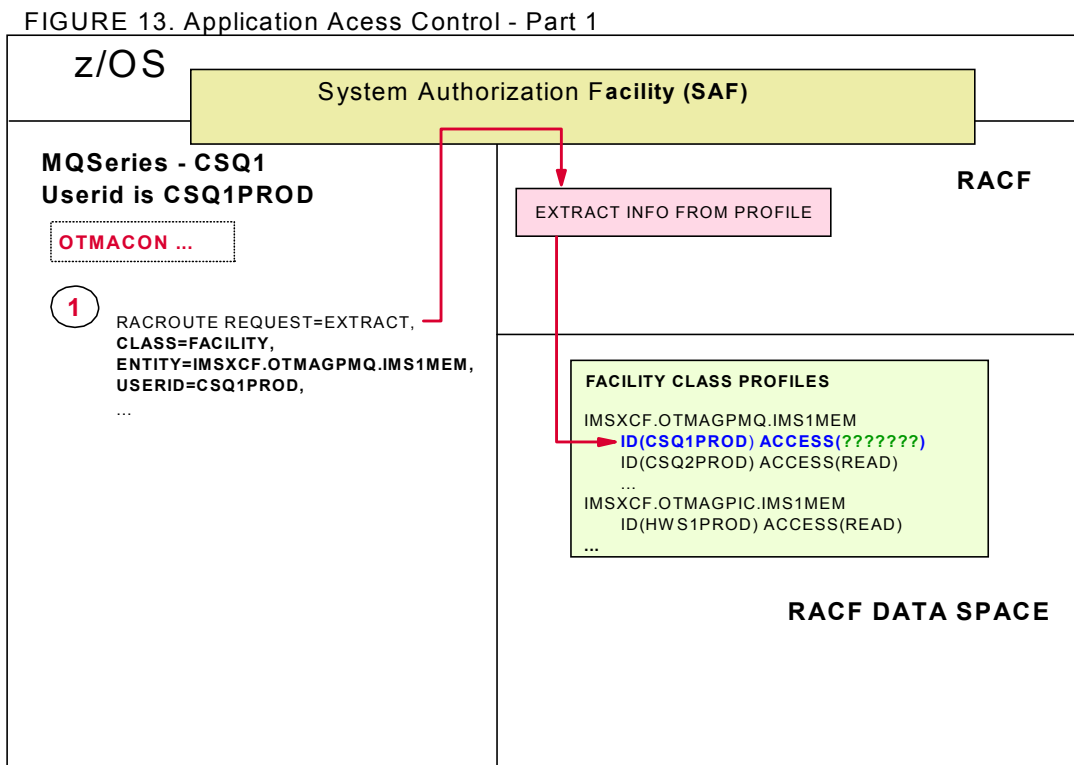 FIGURE 13. Application Acess Control - Part 1
z/OS
System Authorization Facility (SAF)
MQSeries - CSQ1
Userid is CSQ1PROD
OTMACON ...
1
RACROUTE REQUEST=EXTRACT,
CLASS=FACILITY,
ENTITY=IMSXCF.OTMAGPMQ.IMS1MEM,
USERID=CSQ1PROD,
...
RACF
EXTRACT INFO FROM PROFILE
FACILITY CLASS PROFILES
IMSXCF.OTMAGPMQ.IMS1MEM
ID(CSQ1PROD) ACCESS(???????)
ID(CSQ2PROD) ACCESS(READ)
...
IMSXCF.OTMAGPIC.IMS1MEM
ID(HWS1PROD) ACCESS(READ)
...
RACF DATA SPACE